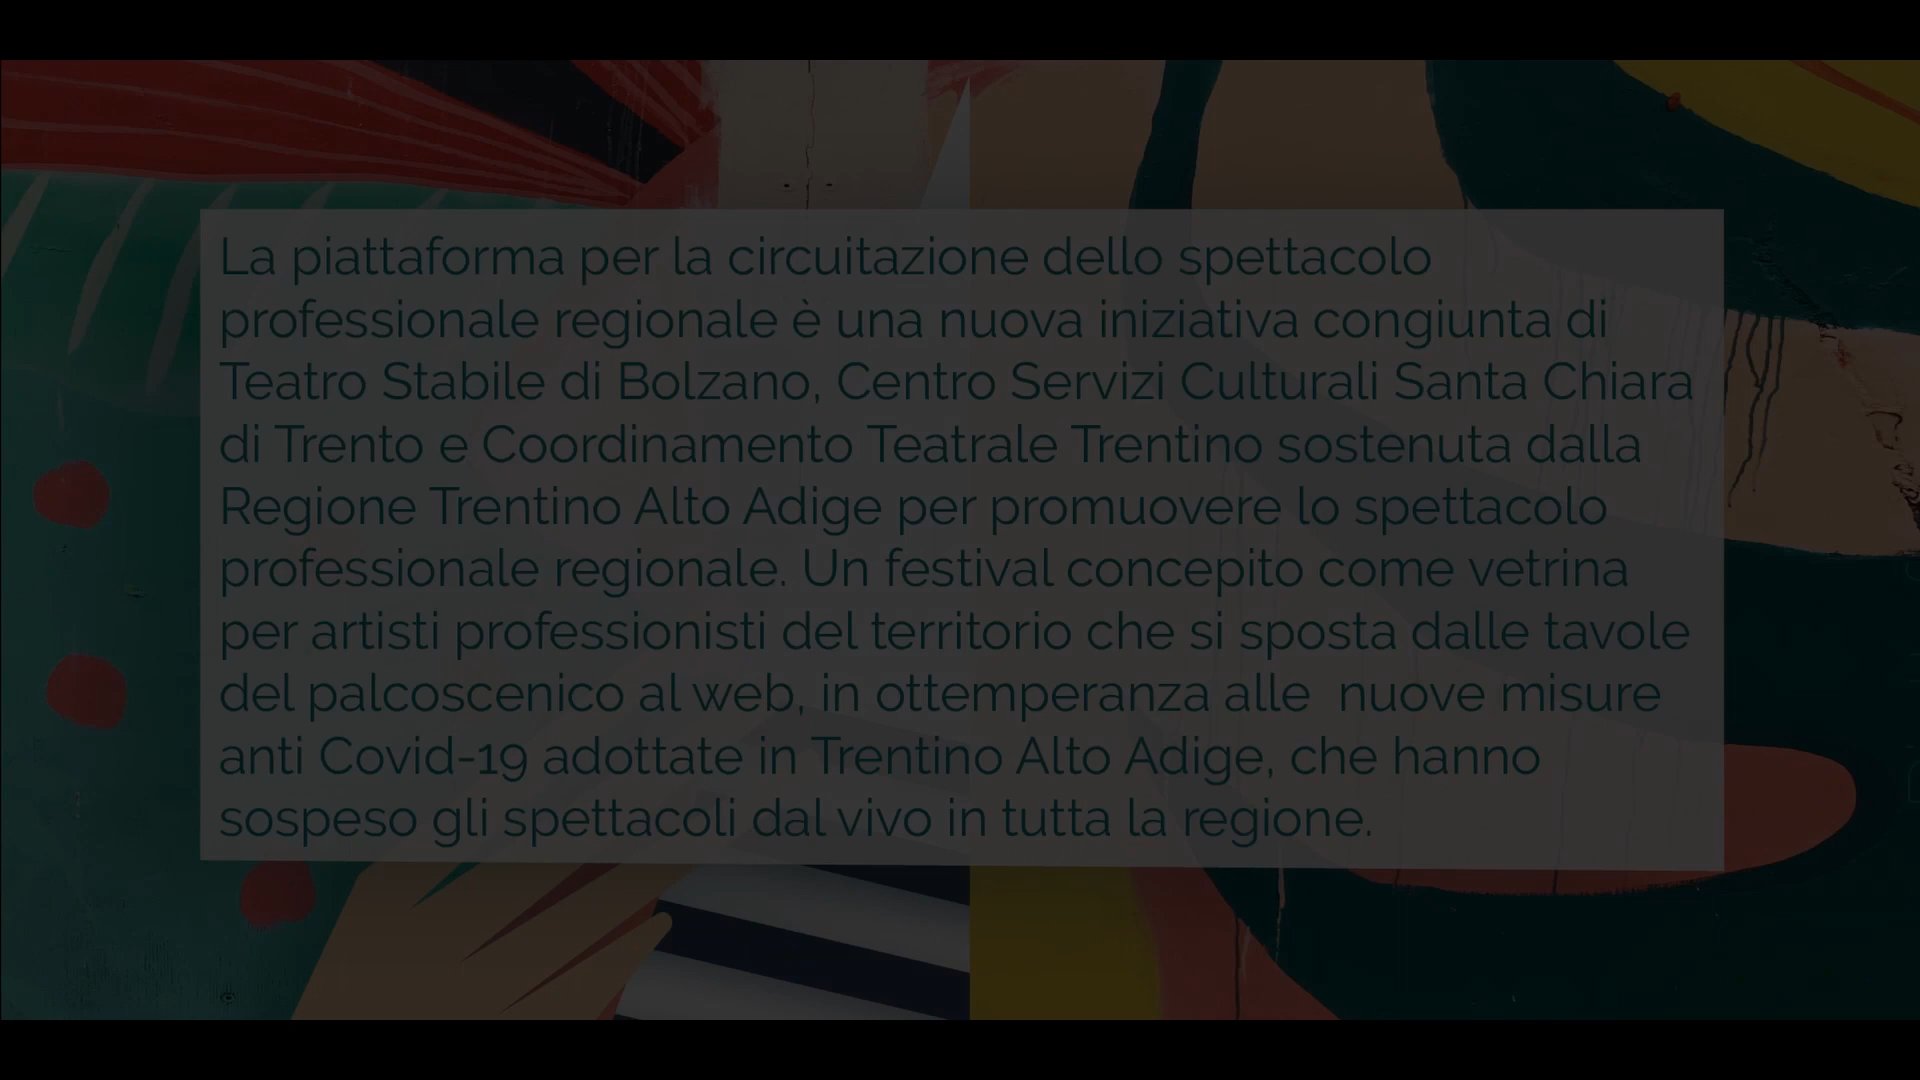 La piattaforma per la circuitazione dello spettacolo
professionale regionale è una nuova iniziativa congiunta di
Teatro Stabile di Bolzano, Centro Servizi Culturali Santa Chiara
di Trento e Coordinamento Teatrale Trentino sostenuta dalla
Regione Trentino Alto Adige per promuovere lo spettacolo
professionale regionale. Un festival concepito come vetrina
per artisti professionisti del territorio che si sposta dalle tavole
del palcoscenico al web, in ottemperanza alle  nuove misure
anti Covid-19 adottate in Trentino Alto Adige, che hanno
sospeso gli spettacoli dal vivo in tutta la regione.